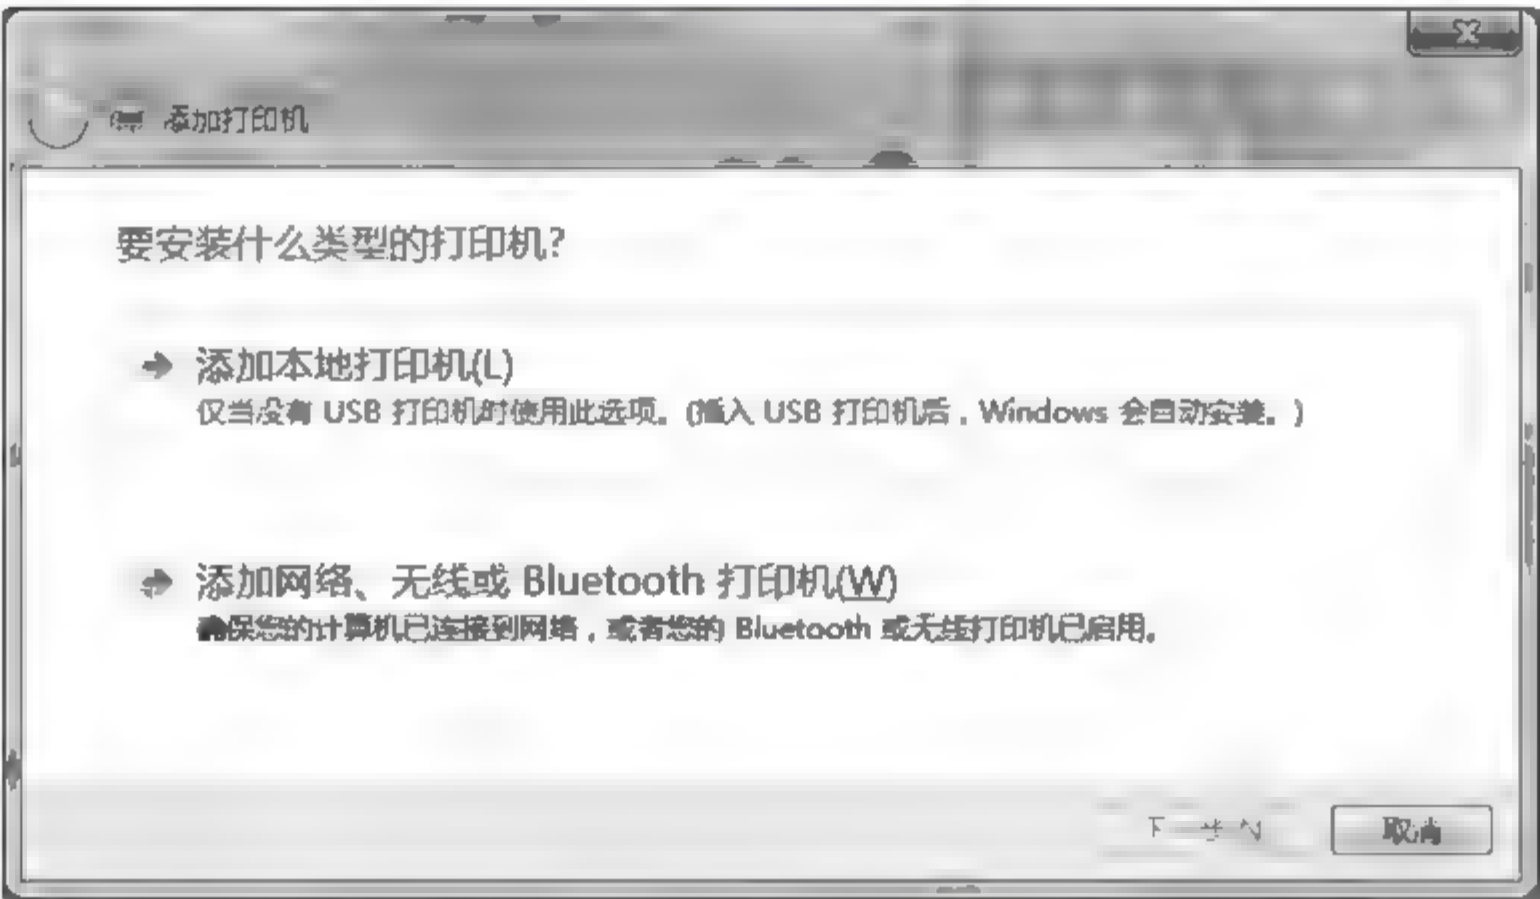 添加打印机
要安装什么类型的打印机?
添加本地打印机(L)
仅当没有 USB 打印机时使用此选项。(插入 USB 打印机后，Windows 会自动安装。)
添加网络、无线或 Bluetooth 打印机(W)
确保您的计算机已连接到网络，或者您的 Bluetooth 或无线打印机已启用。
下一步 N
取消